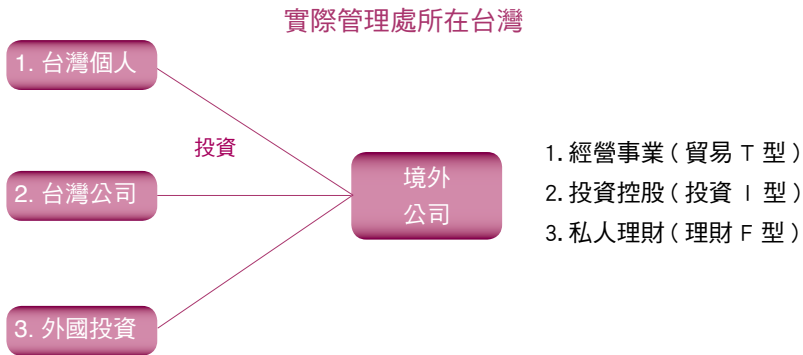 實際管理處所在台灣
1. 台灣個人
投資
2. 台灣公司
3. 外國投資
境外
公司
1. 經營事業 ( 貿易 T 型 )
2. 投資控股 ( 投資 I 型 )
3. 私人理財 ( 理財 F 型 )